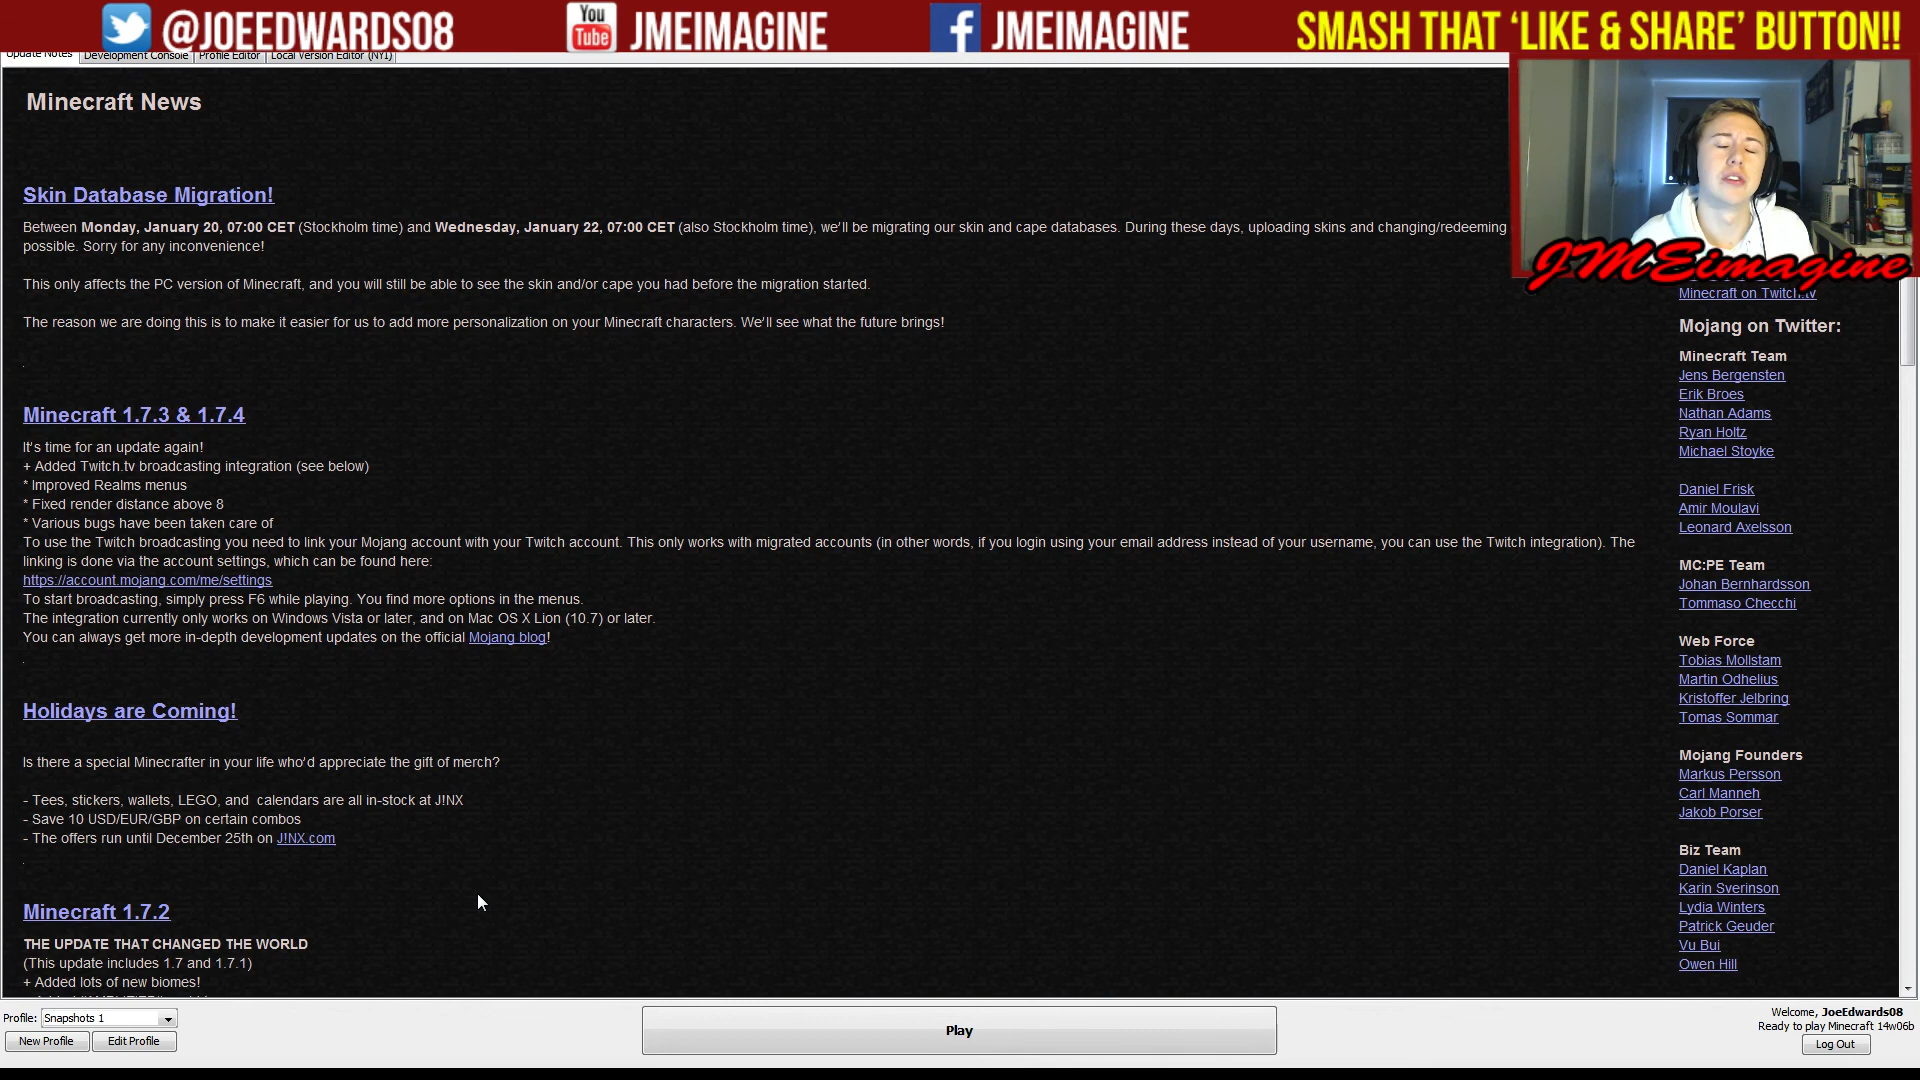 @JOEEDWARDS08
You
Tube
JMEIMAGINE
f
JMEIMAGINE
SMASH THAT ‘LIKE & SHARE’ BUTTON!!
Update Notes
Development Console
Profile Editor
Local Version Editor (NYI)
JMEimagine
Minecraft News
Skin Database Migration!
Between Monday, January 20, 07:00 CET (Stockholm time) and Wednesday, January 22, 07:00 CET (also Stockholm time), we'll be migrating our skin and cape databases. During these days, uploading skins and changing/redeeming
possible. Sorry for any inconvenience!
This only affects the PC version of Minecraft, and you will still be able to see the skin and/or cape you had before the migration started.
The reason we are doing this is to make it easier for us to add more personalization on your Minecraft characters. We'll see what the future brings!
.
Minecraft 1.7.3 & 1.7.4
It's time for an update again!
+ Added Twitch.tv broadcasting integration (see below)
* Improved Realms menus
* Fixed render distance above 8
* Various bugs have been taken care of
To use the Twitch broadcasting you need to link your Mojang account with your Twitch account. This only works with migrated accounts (in other words, if you login using your email address instead of your username, you can use the Twitch integration). The
linking is done via the account settings, which can be found here:
https://account.mojang.com/me/settings
To start broadcasting, simply press F6 while playing. You find more options in the menus.
The integration currently only works on Windows Vista or later, and on Mac OS X Lion (10.7) or later.
You can always get more in-depth development updates on the official Mojang blog!
.
Holidays are Coming!
Is there a special Minecrafter in your life who'd appreciate the gift of merch?
- Tees, stickers, wallets, LEGO, and calendars are all in-stock at J!NX
- Save 10 USD/EUR/GBP on certain combos
- The offers run until December 25th on J!NX.com
.
Minecraft 1.7.2
THE UPDATE THAT CHANGED THE WORLD
(This update includes 1.7 and 1.7.1)
+ Added lots of new biomes!
Minecraft on Twitch.tv
Mojang on Twitter:
Minecraft Team
Jens Bergensten
Erik Broes
Nathan Adams
Ryan Holtz
Michael Stoyke
Daniel Frisk
Amir Moulavi
Leonard Axelsson
MC:PE Team
Johan Bernhardsson
Tommaso Checchi
Web Force
Tobias Mollstam
Martin Odhelius
Kristoffer Jelbring
Tomas Sommar
Mojang Founders
Markus Persson
Carl Manneh
Jakob Porser
Biz Team
Daniel Kaplan
Karin Sverinson
Lydia Winters
Patrick Geuder
Vu Bui
Owen Hill
Profile: Snapshots 1
New Profile
Edit Profile
Play
Welcome, JoeEdwards08
Ready to play Minecraft 14w06b
Log Out